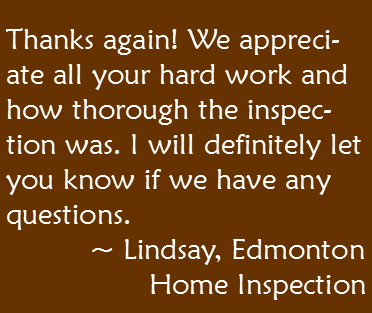 Thanks again! We appreci-
ate all your hard work and
how thorough the inspec-
tion was. I will definitely let
you know if we have any
questions.
~ Lindsay, Edmonton
Home Inspection